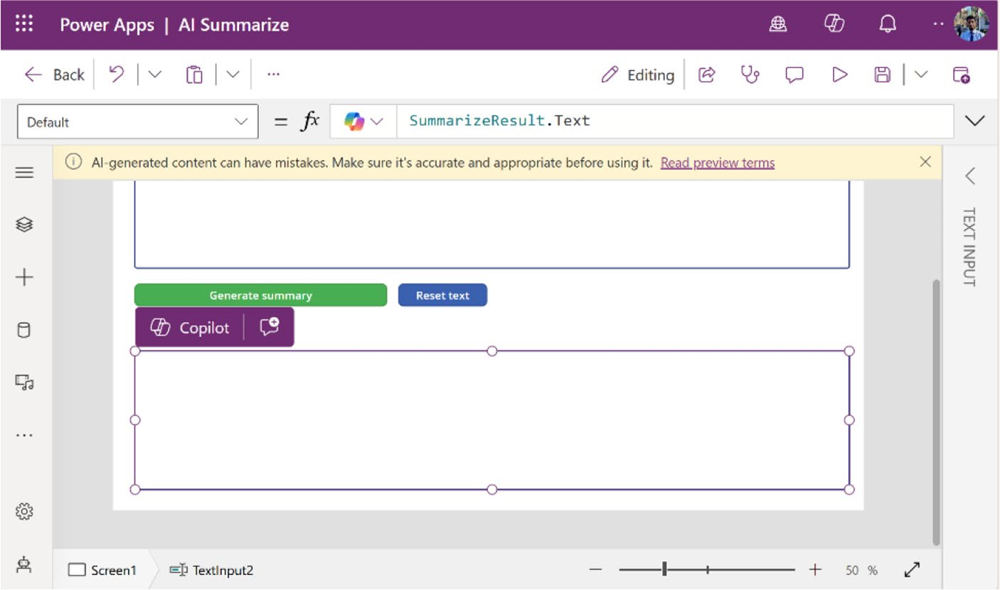 Power Apps | AI Summarize
Back
Editing
Default
= fx
SummarizeResult.Text
AI-generated content can have mistakes. Make sure it's accurate and appropriate before using it. Read preview terms
TEXT INPUT
Generate summary
Reset text
Copilot
Screen1
TextInput2
50 %